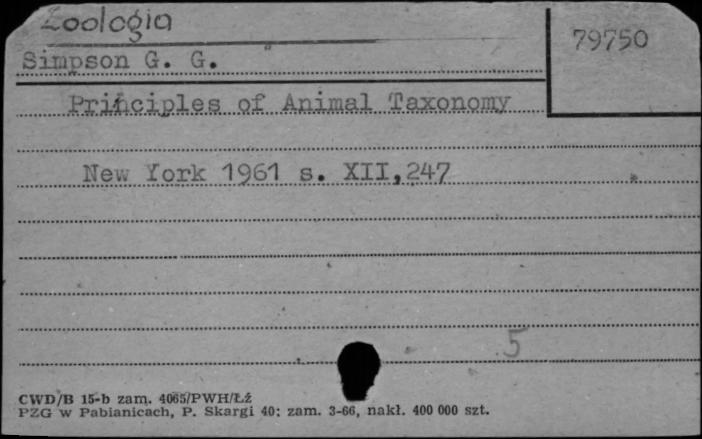 Zoologia
79750
Simpson G. G.
Principles of Animal Taxonomy
New York 1961 s. XII,247
5
CWD/B 15-b zam. 4065/PWH/Łź
PZG w Pabianicach, P. Skargi 40; zam. 3-66, nakł. 400 000 szt.